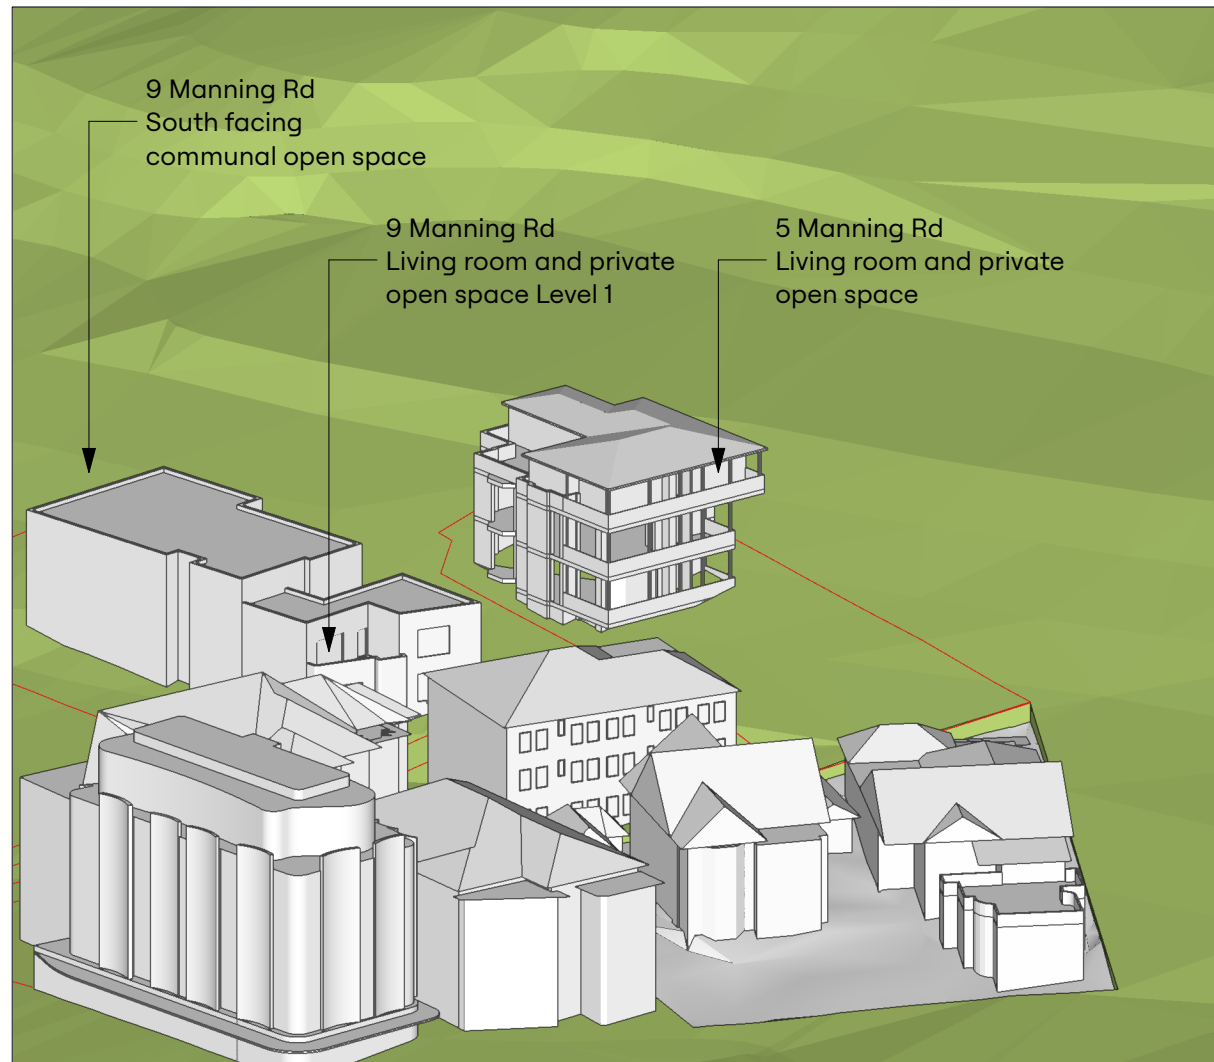 9 Manning Rd
South facing
communal open space
9 Manning Rd
Living room and private
open space Level 1
5 Manning Rd
Living room and private
open space